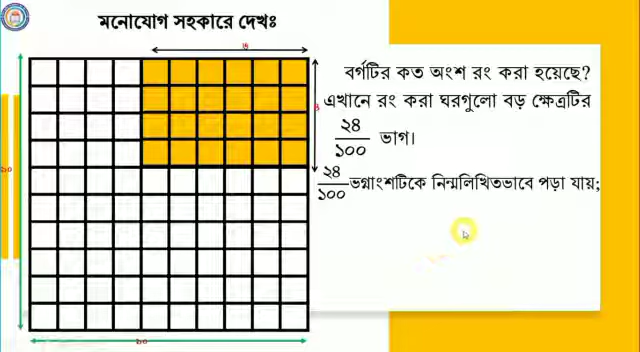 মনোযোগ সহকারে দেখঃ
৬
বর্গটির কত অংশ রং করা হয়েছে?
৪
এখানে রং করা ঘরগুলো বড় ক্ষেত্রটির
২৪
১০০ ভাগ।
১০
২৪
১০০ ভগ্নাংশটিকে নিন্মলিখিতভাবে পড়া যায়;
১০